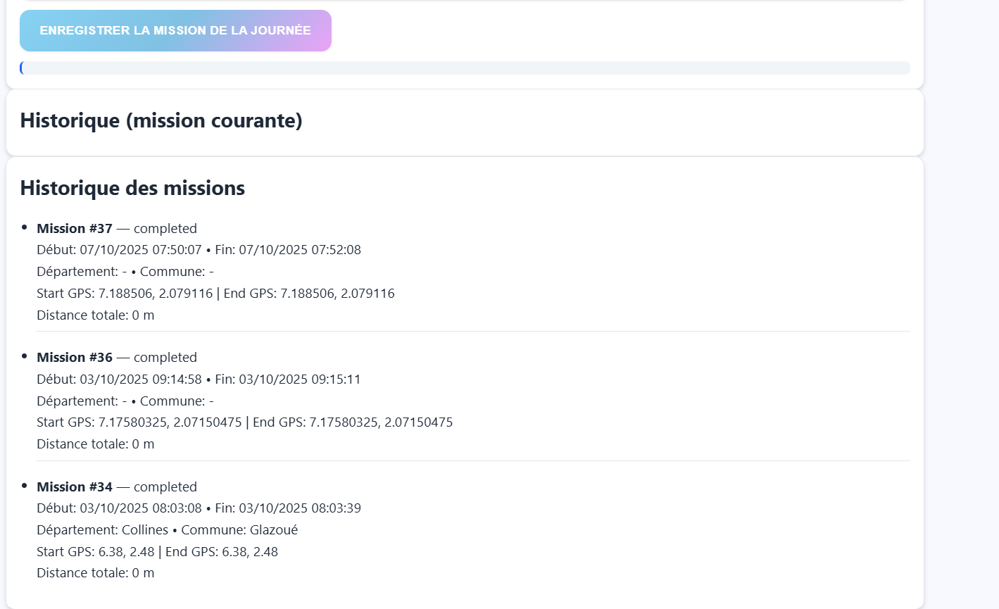 ENREGISTRER LA MISSION DE LA JOURNÉE
Historique (mission courante)
Historique des missions
• Mission #37 — completed
Début: 07/10/2025 07:50:07 • Fin: 07/10/2025 07:52:08
Département: - • Commune: -
Start GPS: 7.188506, 2.079116 | End GPS: 7.188506, 2.079116
Distance totale: 0 m
• Mission #36 — completed
Début: 03/10/2025 09:14:58 • Fin: 03/10/2025 09:15:11
Département: - • Commune: -
Start GPS: 7.17580325, 2.07150475 | End GPS: 7.17580325, 2.07150475
Distance totale: 0 m
• Mission #34 — completed
Début: 03/10/2025 08:03:08 • Fin: 03/10/2025 08:03:39
Département: Collines • Commune: Glazoué
Start GPS: 6.38, 2.48 | End GPS: 6.38, 2.48
Distance totale: 0 m